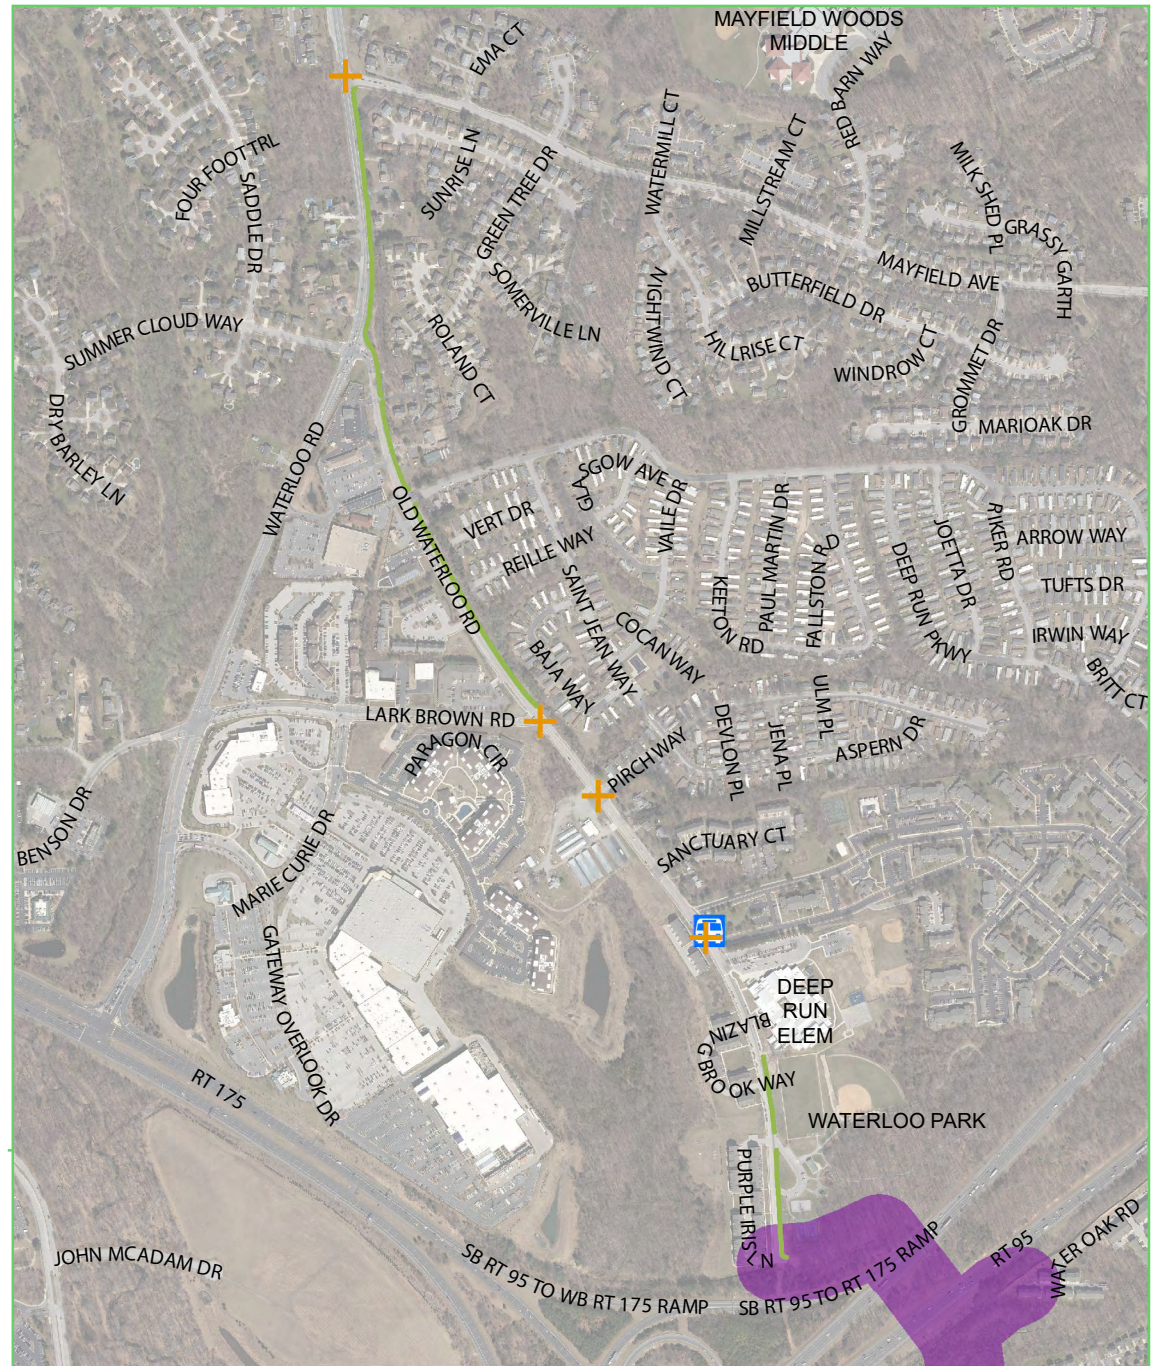 MAYFIELD WOODS
MIDDLE
EMA CT
RED BARN WAY
FOUR FOOT TRL
SADDLE DR
SUNRISE LN
GREEN TREE DR
WATERMILL CT
MILLSTREAM CT
MILK SHED PL
GRASSY GARTH
MAYFIELD AVE
SOMERVILLE LN
NIGHTWIND CT
BUTTERFIELD DR
SUMMER CLOUD WAY
ROLAND CT
HILLRISE CT
WINDROW CT
GROMMET DR
MARIOAK DR
DRY BARLEY LN
WATERLOO RD
OLD WATERLOO RD
GLASGOW AVE
VERT DR
REILLE WAY
VAILE DR
KEETON RD
PAUL MARTIN DR
FALLSTON RD
DEEP RUN PKWY
JOETTA DR
RIKER RD
ARROW WAY
TUFTS DR
IRWIN WAY
BRITT CT
SAINT JEAN WAY
COCAN WAY
BAJA WAY
LARK BROWN RD
PARAGON CIR
PIRCH WAY
DEVLON PL
JENA PL
ULM PL
ASPERN DR
BENSON DR
MARIE CURIE DR
SANCTUARY CT
GATEWAY OVERLOOK DR
DEEP
RUN
ELEM
BLAZING BROOK WAY
RT 175
WATERLOO PARK
PURPLE IRIS LN
JOHN MCADAM DR
SB RT 95 TO WB RT 175 RAMP
SB RT 95 TO RT 175 RAMP
RT 95
WATER OAK RD